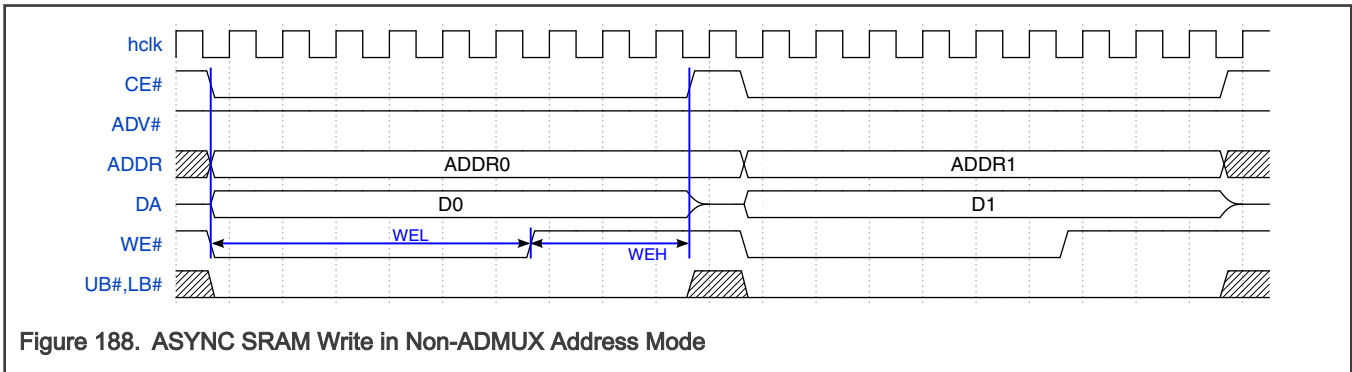 hclk
CE#
ADV#
ADDR ADDR0 ADDR1
DA D0 D1
WE# WEL WEH
UB#,LB#
Figure 188. ASYNC SRAM Write in Non-ADMUX Address Mode